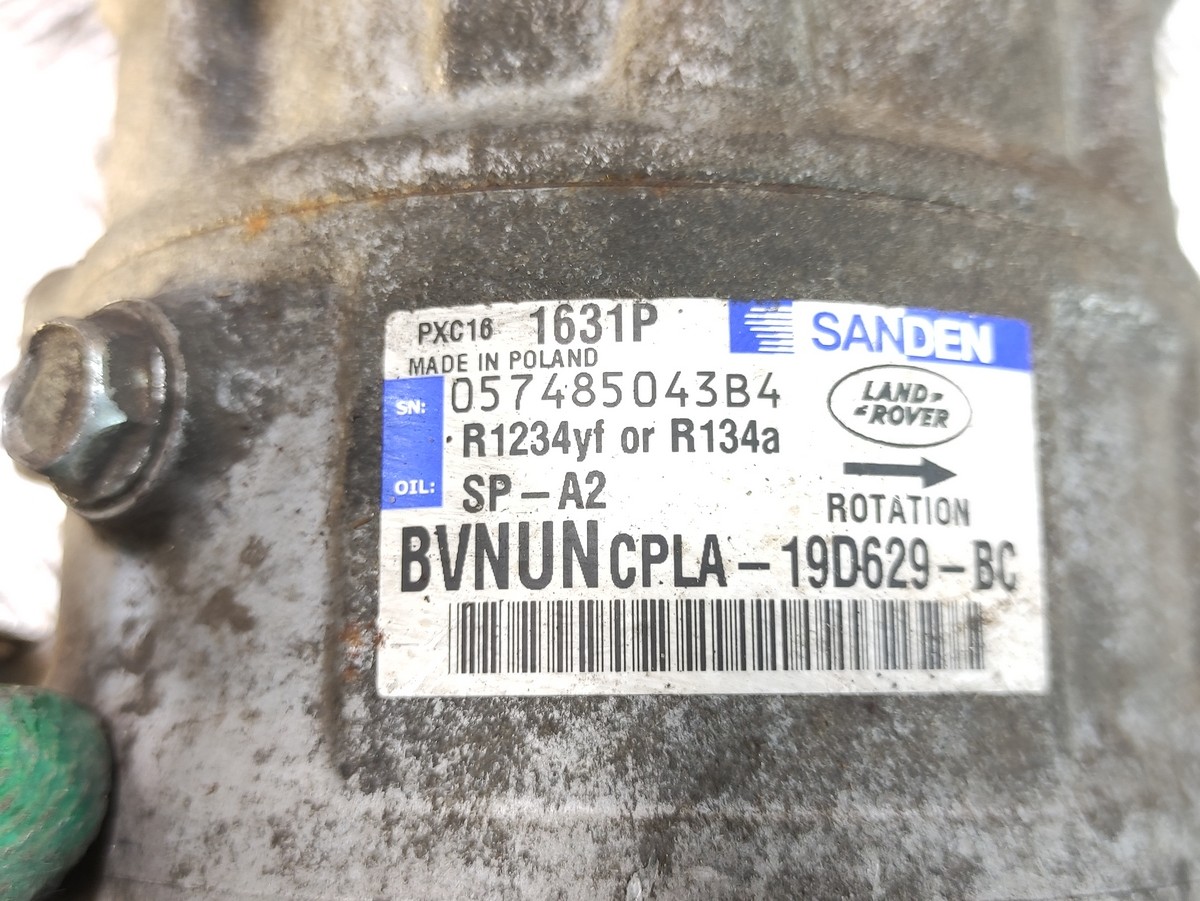 PXC16 1631P SANDEN
MADE IN POLAND
SN: 057485043B4
LAND-
-ROVER
R1234yf or R134a
OIL: SP-A2
ROTATION
BVNUN CPLA-19D629-BC